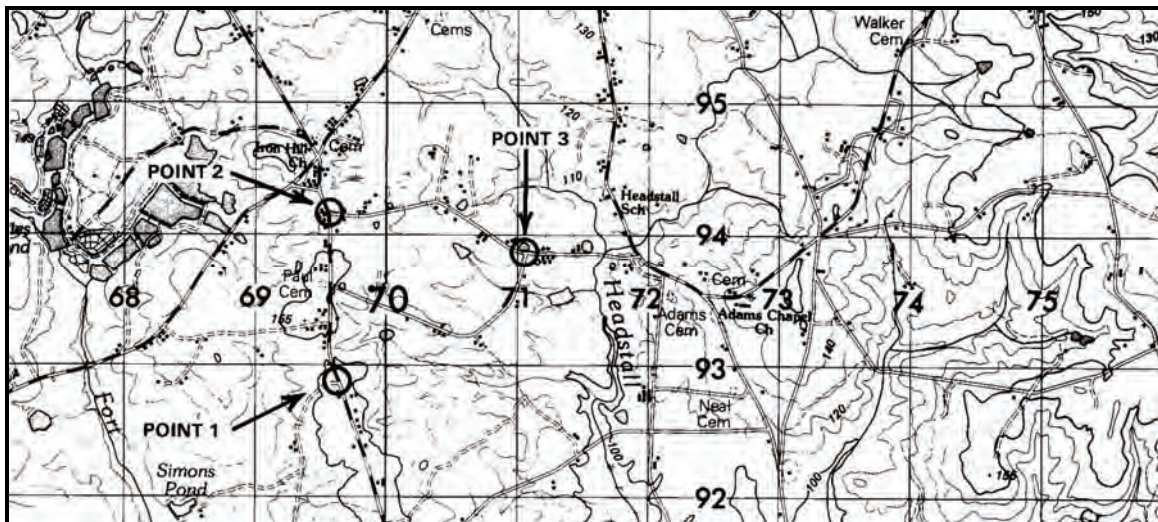 Walker
Cem
150
130
130
Cems
95
120
POINT 3
Iron Hill
Ch
Cem
POINT 2
110
Headstall
Sch
94
Paul
Cem
Cem
68
69
70
71
72
73
74
75
Adams
Cem
Adams Chapel
Ch
155
Headstall
140
93
Fort
POINT 1
Neal
Cem
120
100
100
Simons
Pond
92